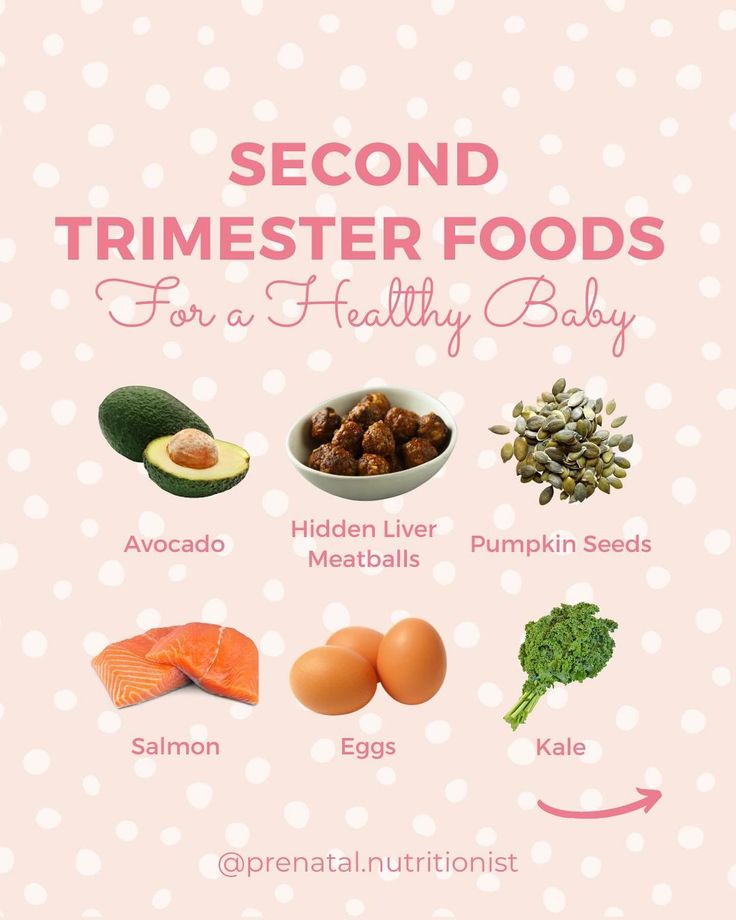 SECOND
TRIMESTER FOODS
For a Healthy Baby
Avocado
Hidden Liver
Meatballs
Pumpkin Seeds
Salmon
Eggs
Kale
@prenatal.nutritionist